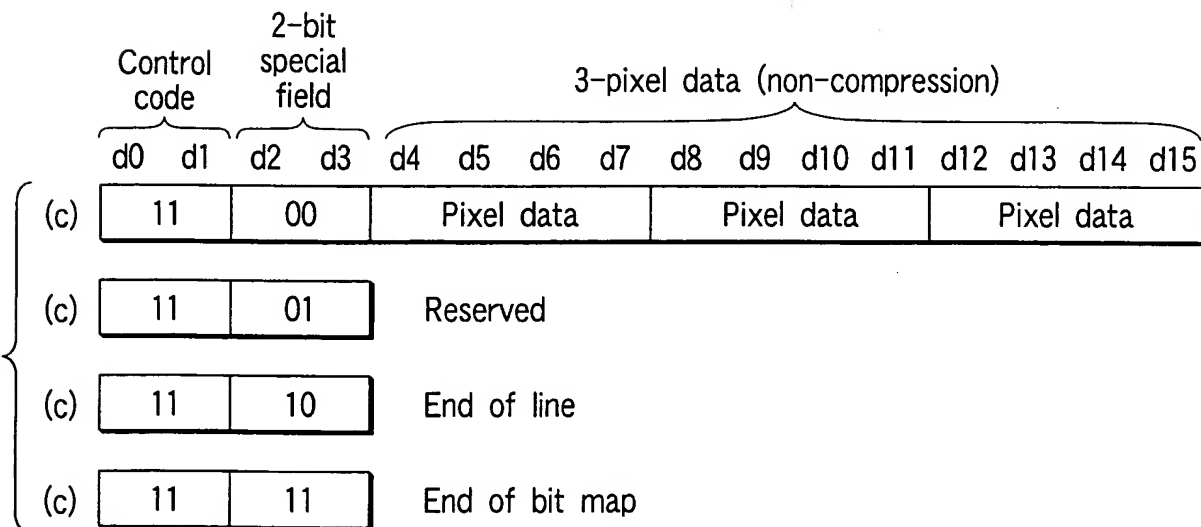 Control code
2-bit special field
3-pixel data (non-compression)
d0 d1 d2 d3 d4 d5 d6 d7 d8 d9 d10 d11 d12 d13 d14 d15
(c) 11 00 Pixel data Pixel data Pixel data
(c) 11 01 Reserved
(c) 11 10 End of line
(c) 11 11 End of bit map